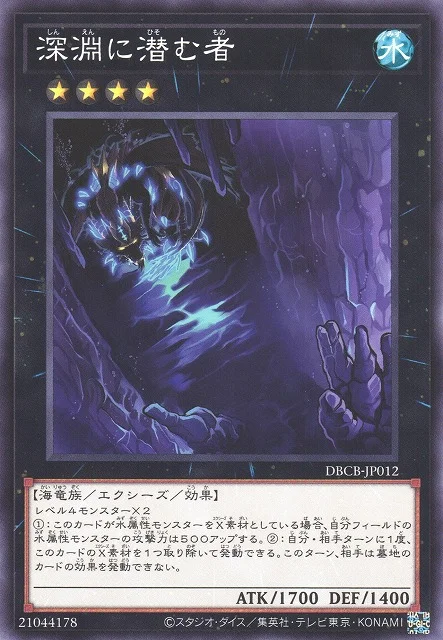 深淵に潜む者
水
DBCB-JP012
【海竜族／エクシーズ／効果】
レベル4モンスター×2
①：このカードが水属性モンスターをX素材としている場合、自分フィールドの
水属性モンスターの攻撃力は500アップする。②：自分・相手ターンに1度、
このカードのX素材を1つ取り除いて発動できる。このターン、相手は墓地の
カードの効果を発動できない。
ATK/1700 DEF/1400
21044178
©スタジオ・ダイス／集英社・テレビ東京・KONAMI